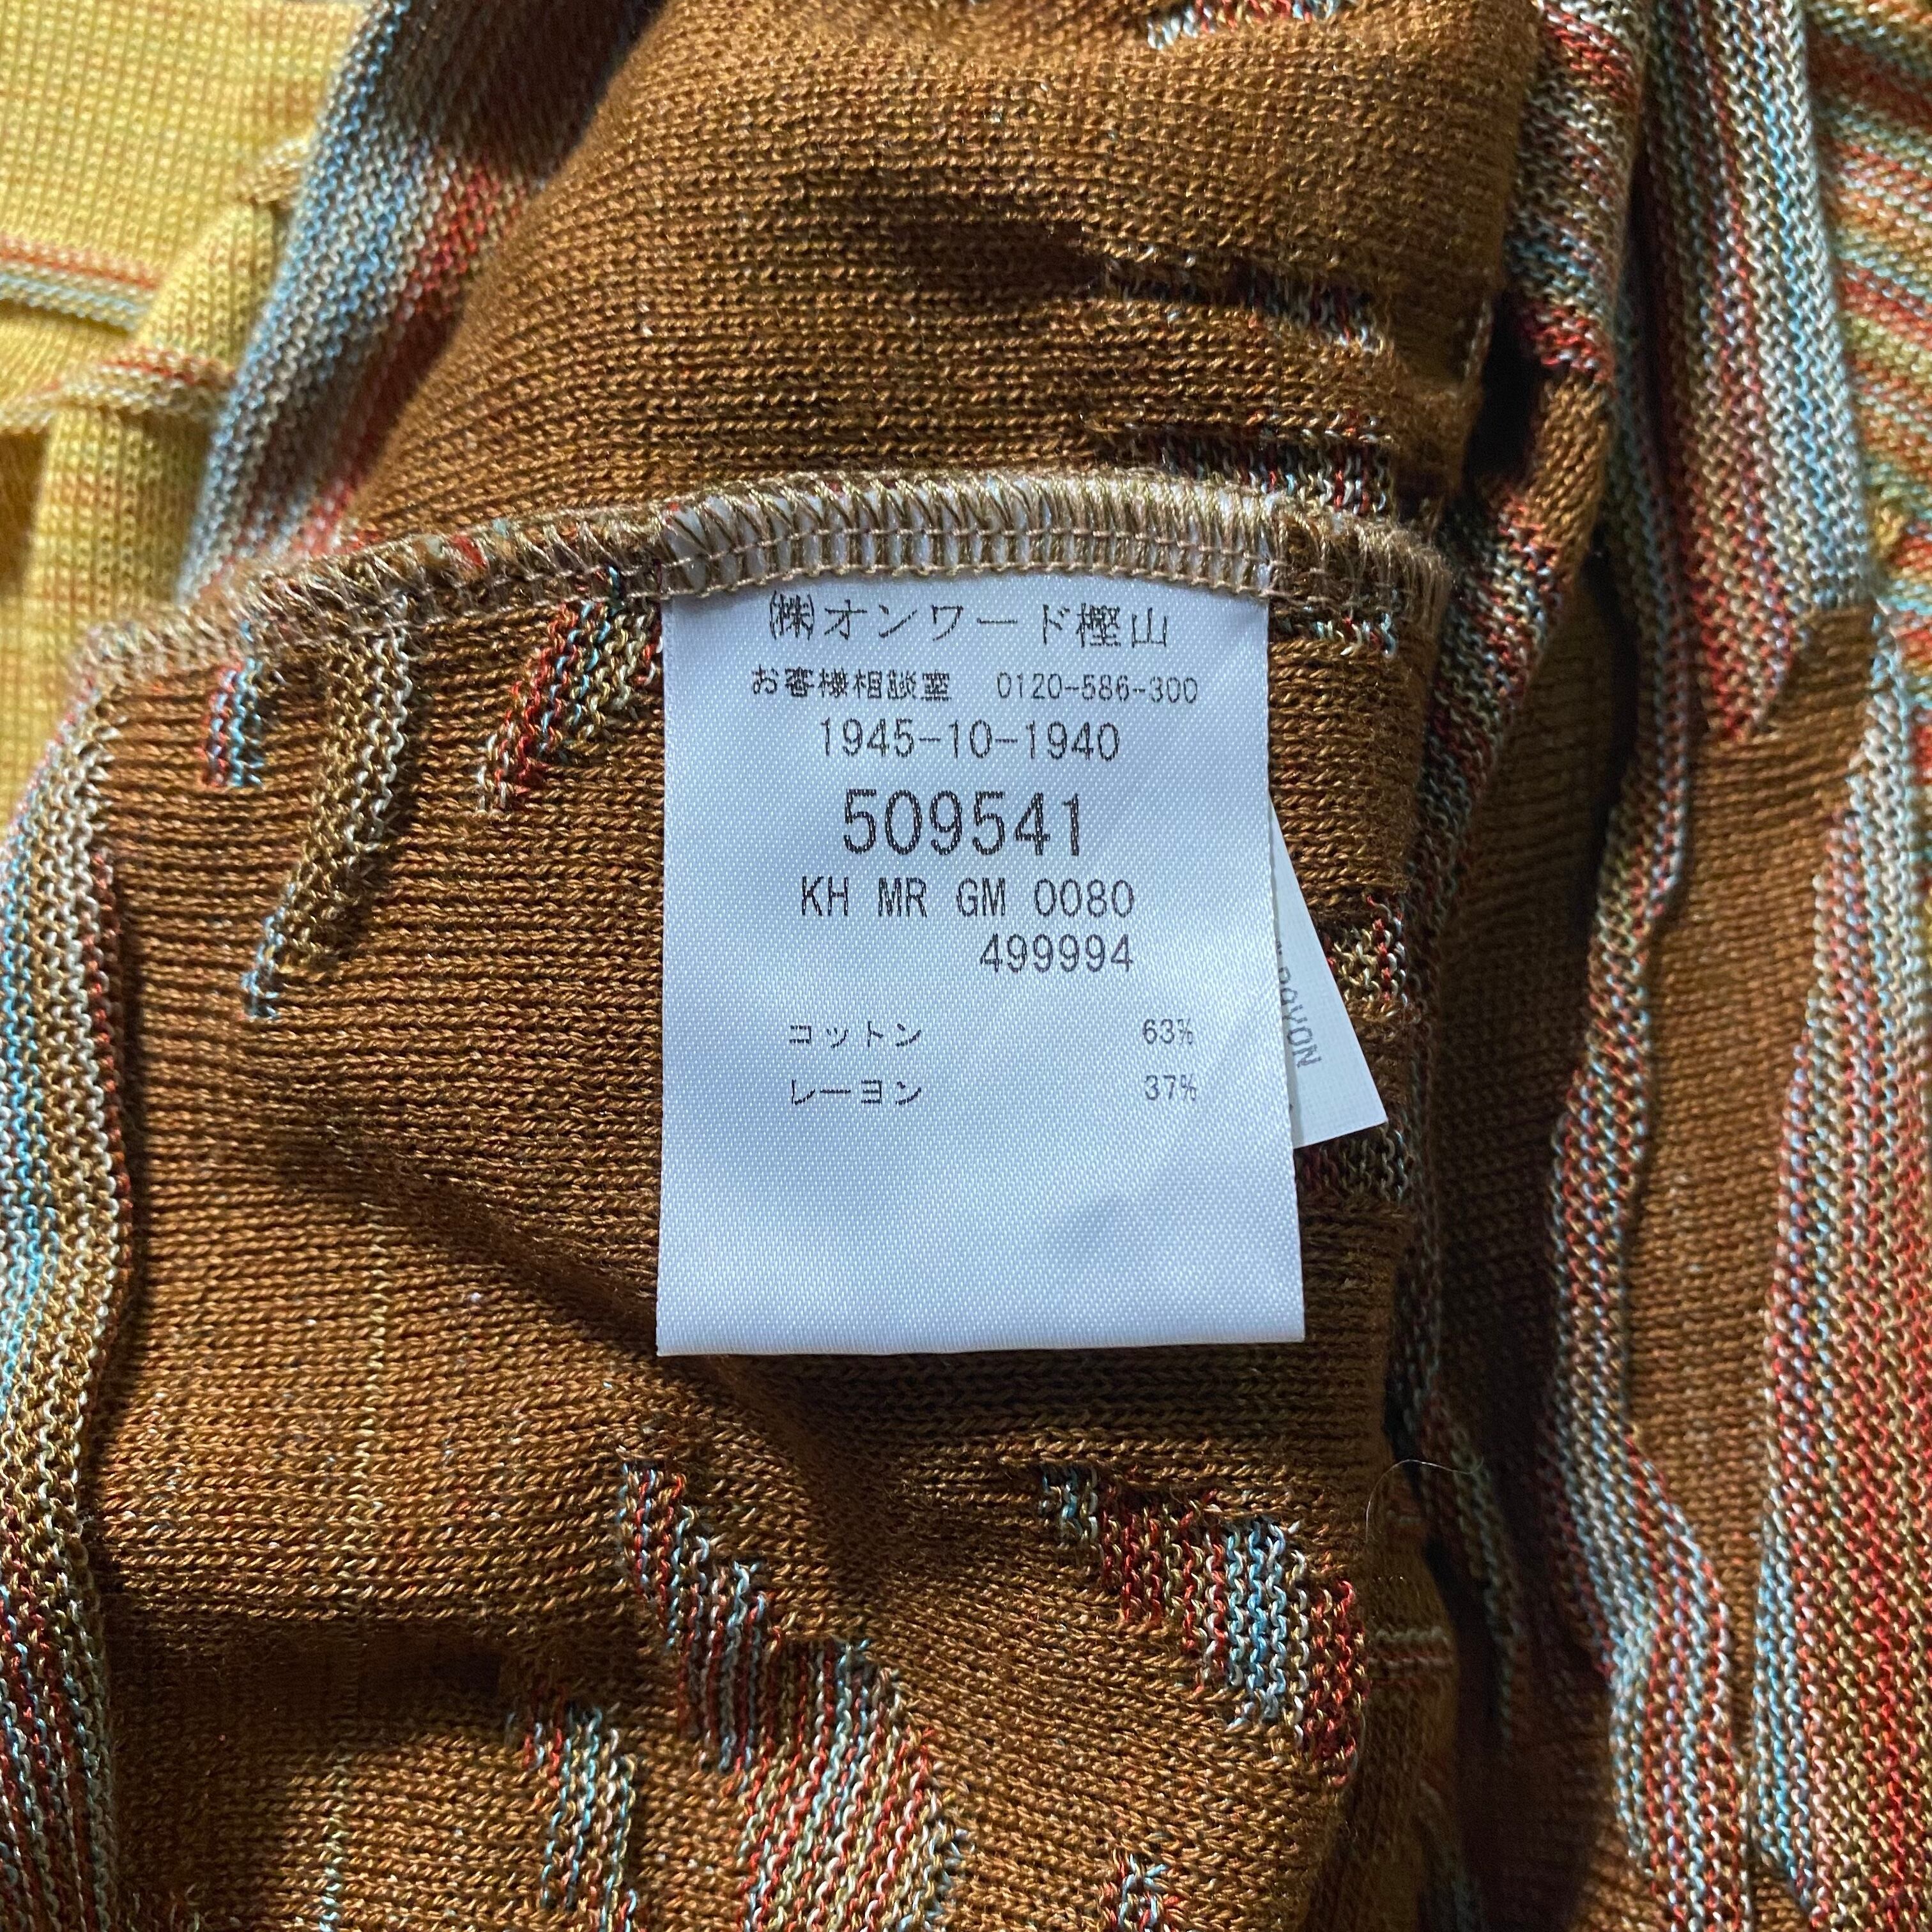 ㈱オンワード樫山
お客様相談室 0120-586-300
1945-10-1940
509541
KH MR GM 0080
499994
コットン 63%
レーヨン 37%
RAYON